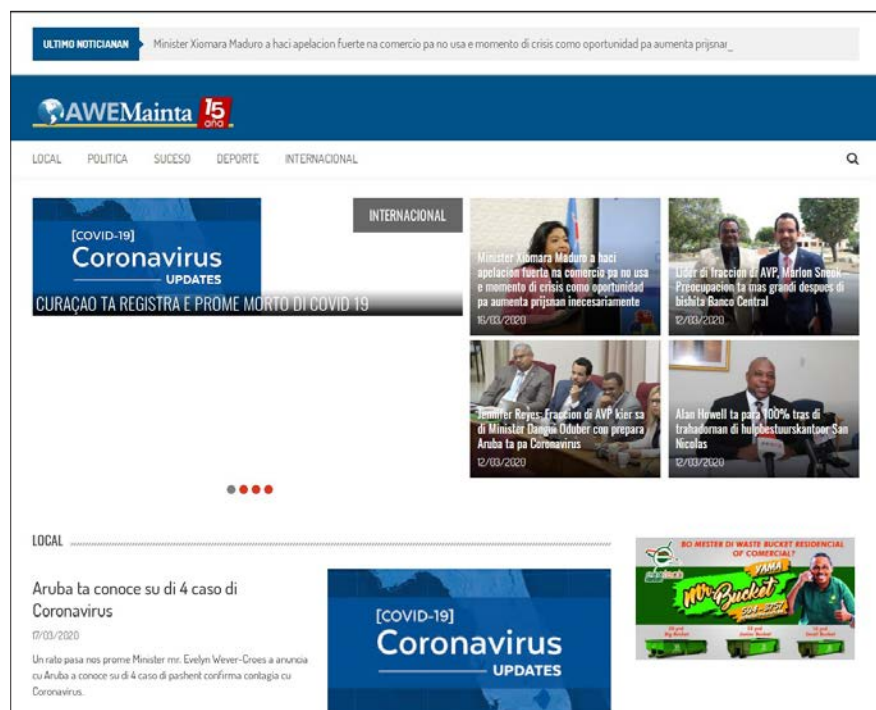 ULTIMO NOTICIANAN
Minister Xiomara Maduro a haci apelacion fuerte na comercio pa no usa e momento di crisis como oportunidad pa aumenta prijsnan_
AWEMainta 15
aña
LOCAL POLITICA SUCESO DEPORTE INTERNACIONAL
[COVID-19]
Coronavirus
UPDATES
INTERNACIONAL
CURAÇAO TA REGISTRA E PROME MORTO DI COVID 19
Minister Xiomara Maduro a haci
apelacion fuerte na comercio pa no usa
e momento di crisis como oportunidad
pa aumenta prijsnan inecesariamente
16/03/2020
Lider di fraccion di AVP, Marlon Sneek
Preocupacion ta mas grandi despues di
bishita Banco Central
12/03/2020
Jennifer Reyes: Fraccion di AVP kier sa
di Minister Dangui Oduber con prepara
Aruba ta pa Coronavirus
12/03/2020
Alan Howell ta para 100% tras di
trahadornan di hulpbestuurskantoor San
Nicolas
12/03/2020
LOCAL
Aruba ta conoce su di 4 caso di
Coronavirus
17/03/2020
Un rato pasa nos prome Minister mr. Evelyn Wever-Croes a anuncia
cu Aruba a conoce su di 4 caso di pashent confirma contagia cu
Coronavirus.
[COVID-19]
Coronavirus
UPDATES
BO MESTER DI WASTE BUCKET RESIDENCIAL
OF COMERCIAL?
YAMA
Mr. Bucket